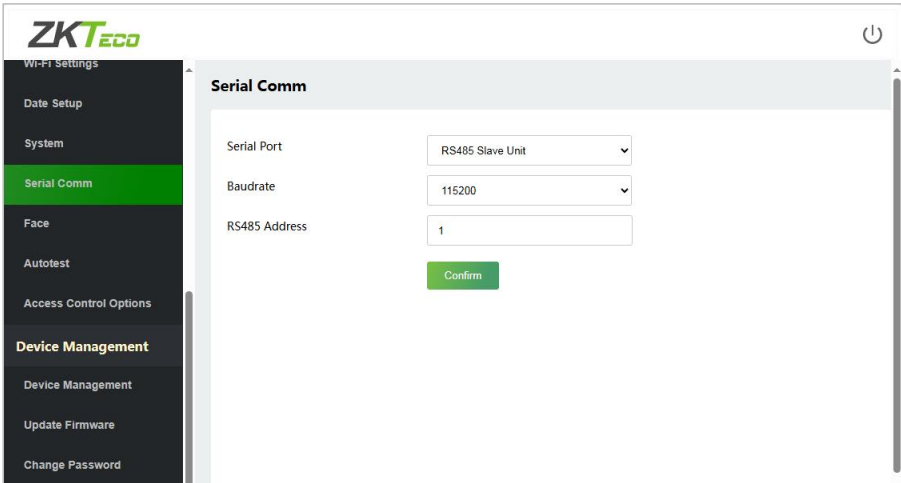 ZKTECO
Wi-Fi Settings
Date Setup
System
Serial Comm
Face
Autotest
Access Control Options
Device Management
Device Management
Update Firmware
Change Password
Serial Comm
Serial Port
RS485 Slave Unit
Baudrate
115200
RS485 Address
1
Confirm